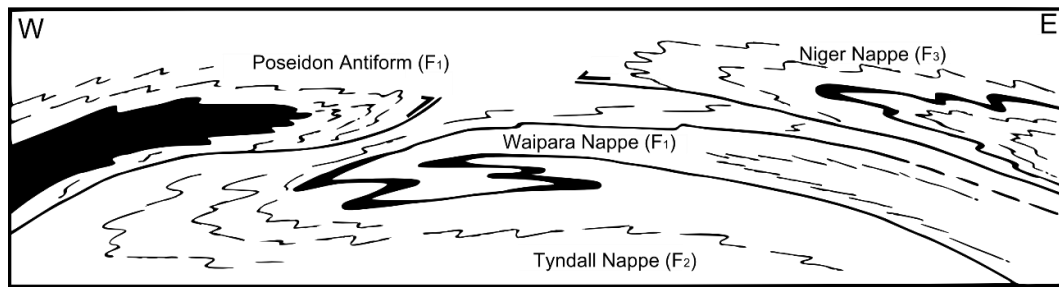 W
E
Poseidon Antiform (F₁)
Niger Nappe (F₃)
Waipara Nappe (F₁)
Tyndall Nappe (F₂)